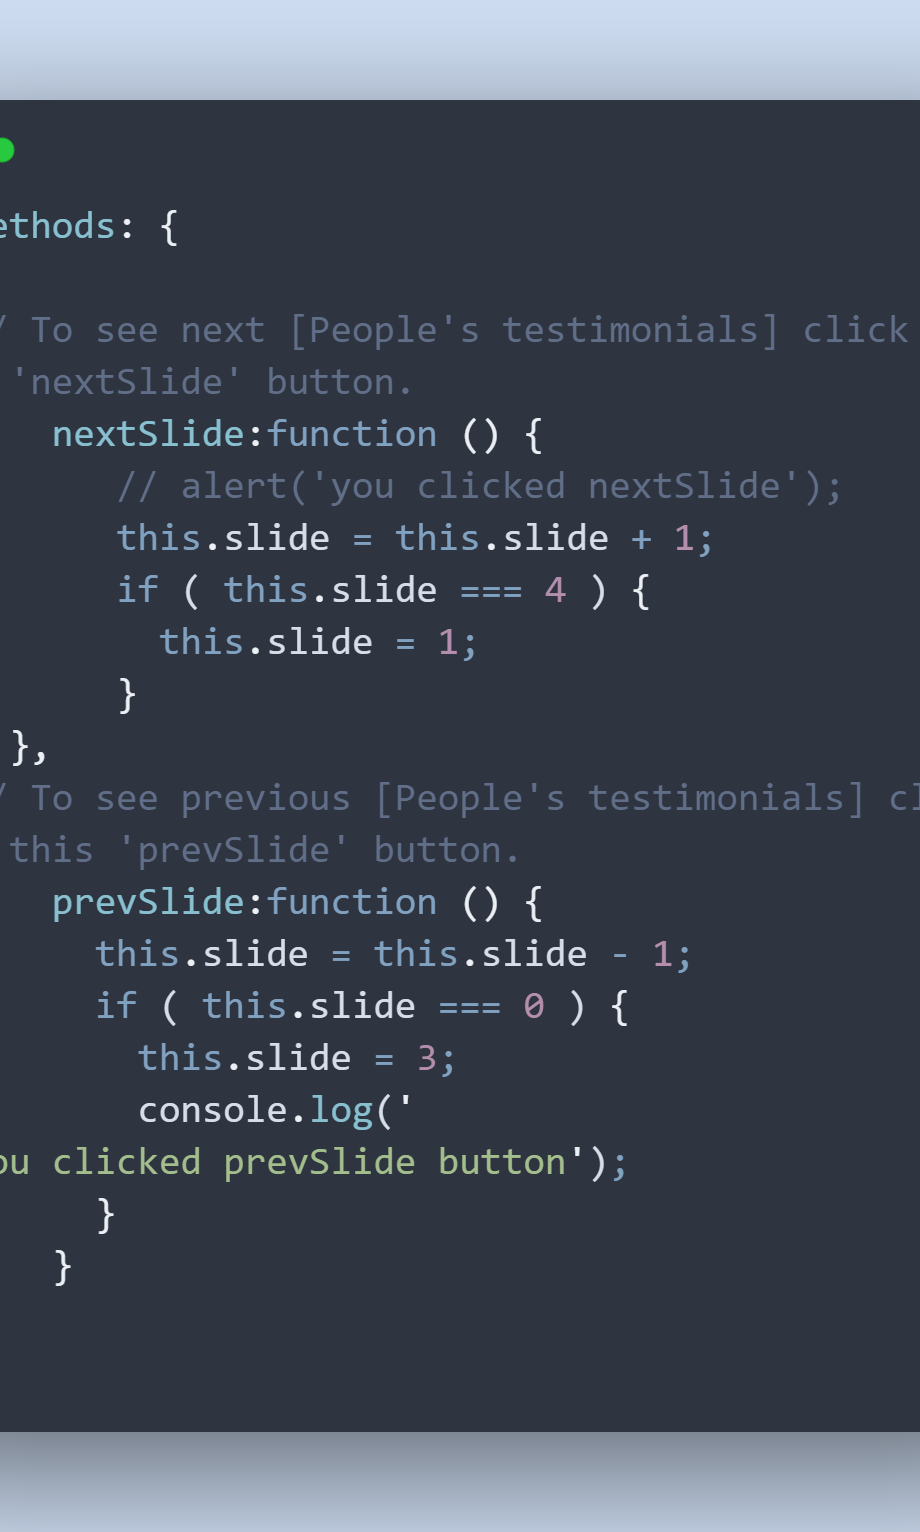 ethods: {
/ To see next [People's testimonials] click
'nextSlide' button.
nextSlide:function () {
// alert('you clicked nextSlide');
this.slide = this.slide + 1;
if ( this.slide === 4 ) {
this.slide = 1;
}
},
/ To see previous [People's testimonials] cl
this 'prevSlide' button.
prevSlide:function () {
this.slide = this.slide - 1;
if ( this.slide === 0 ) {
this.slide = 3;
console.log('
ou clicked prevSlide button');
}
}